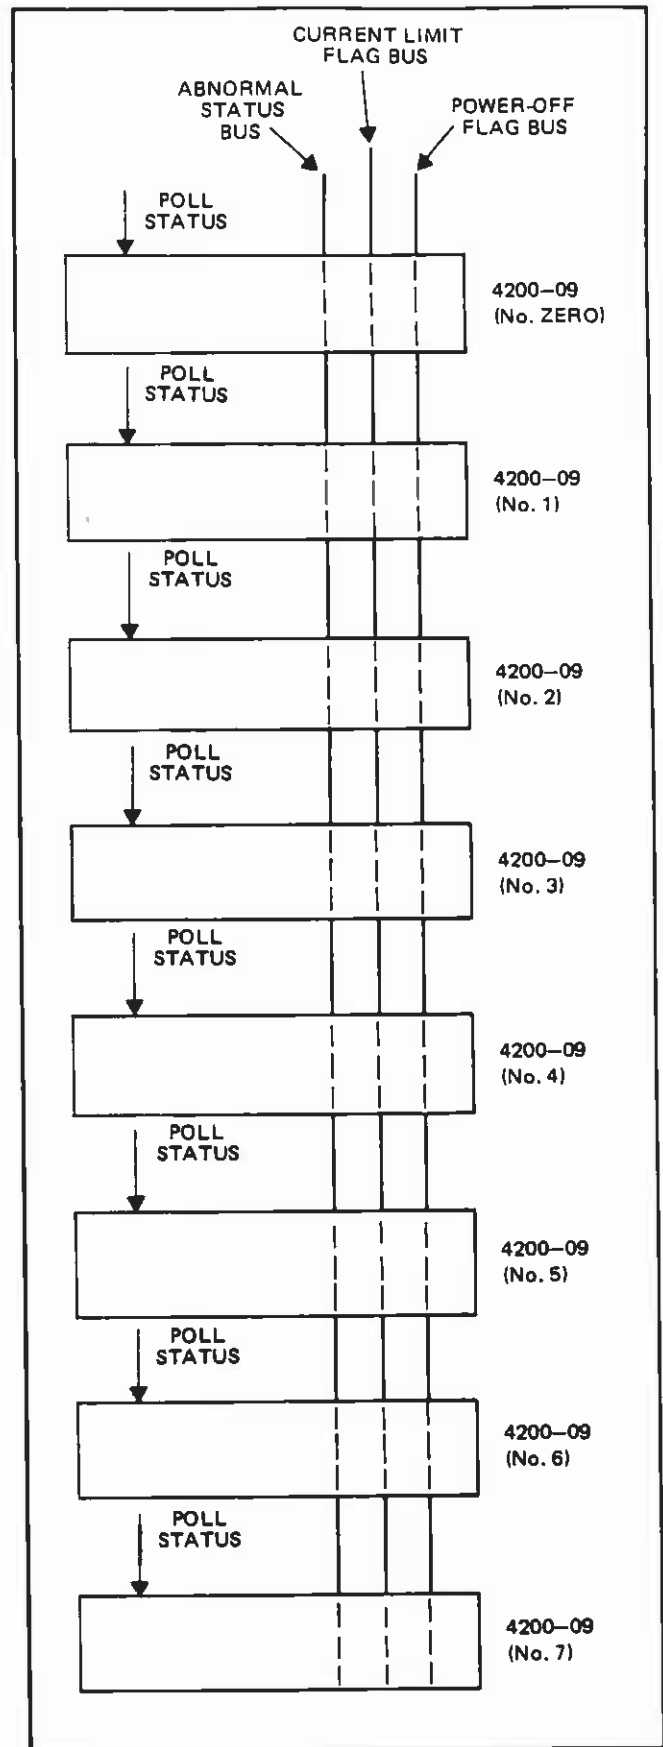 CURRENT LIMIT
FLAG BUS
ABNORMAL
STATUS
BUS
POWER-OFF
FLAG BUS
POLL
STATUS
4200-09
(No. ZERO)
POLL
STATUS
4200-09
(No. 1)
POLL
STATUS
4200-09
(No. 2)
POLL
STATUS
4200-09
(No. 3)
POLL
STATUS
4200-09
(No. 4)
POLL
STATUS
4200-09
(No. 5)
POLL
STATUS
4200-09
(No. 6)
POLL
STATUS
4200-09
(No. 7)